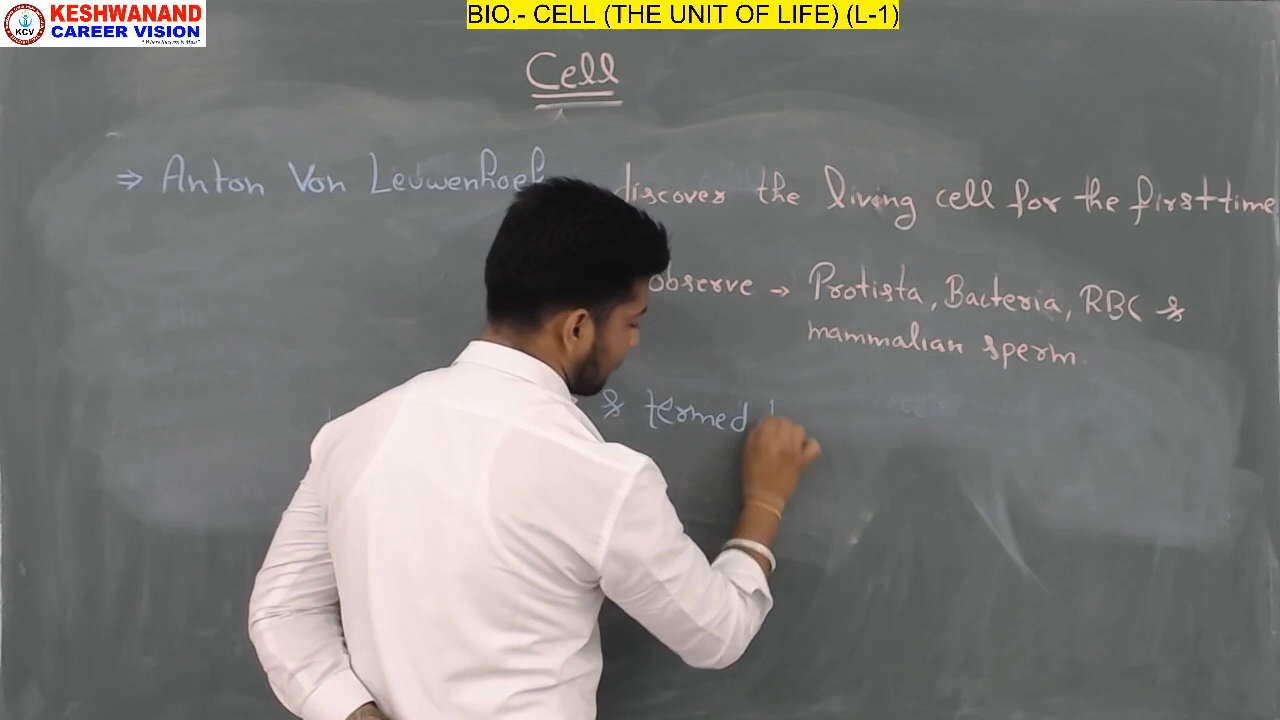 KESHWANAND
CAREER VISION
KCV
BIO.- CELL (THE UNIT OF LIFE) (L-1)
Cell
⇒ Anton Von Leuwenhoek discover the living cell for the first time
observe → Protista, Bacteria, RBC &
mammalian sperm.
& termed